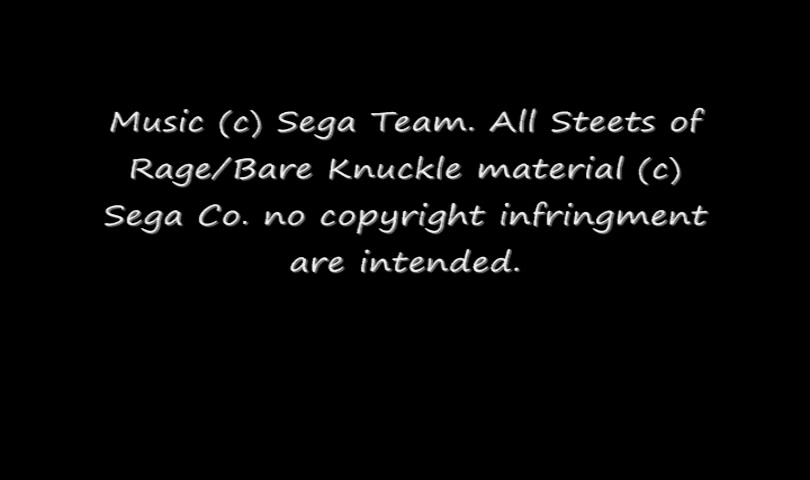 Music (c) Sega Team. All Steets of
Rage/Bare Knuckle material (c)
Sega Co. no copyright infringment
are intended.